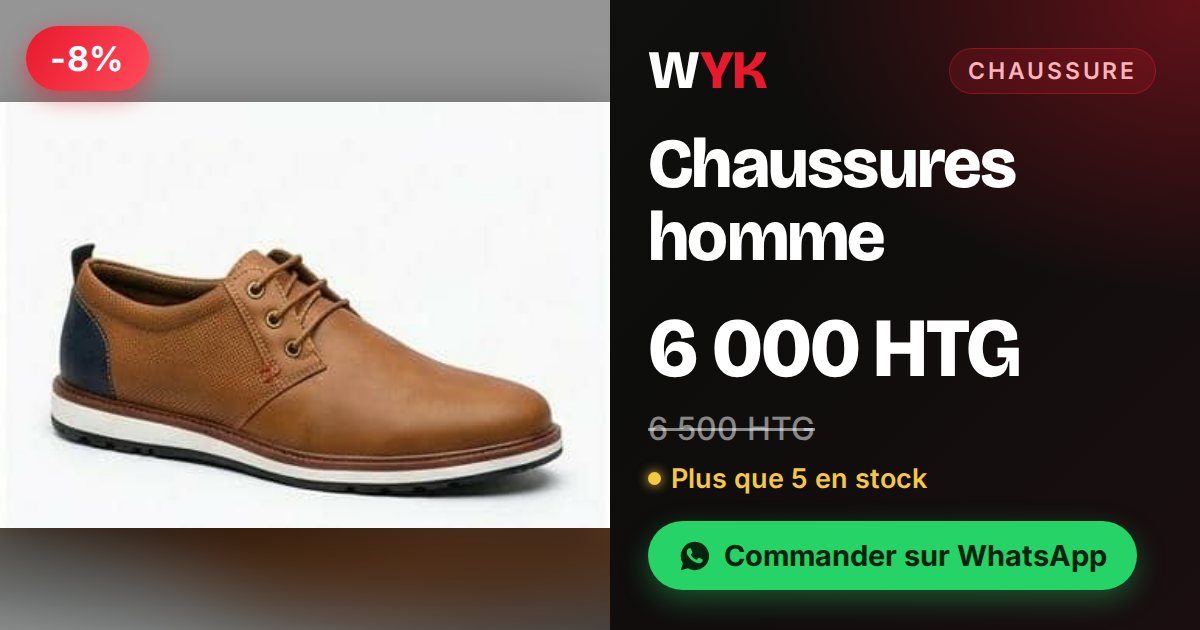 -8%
WYK
CHAUSSURE
Chaussures
homme
6 000 HTG
6 500 HTG
Plus que 5 en stock
Commander sur WhatsApp